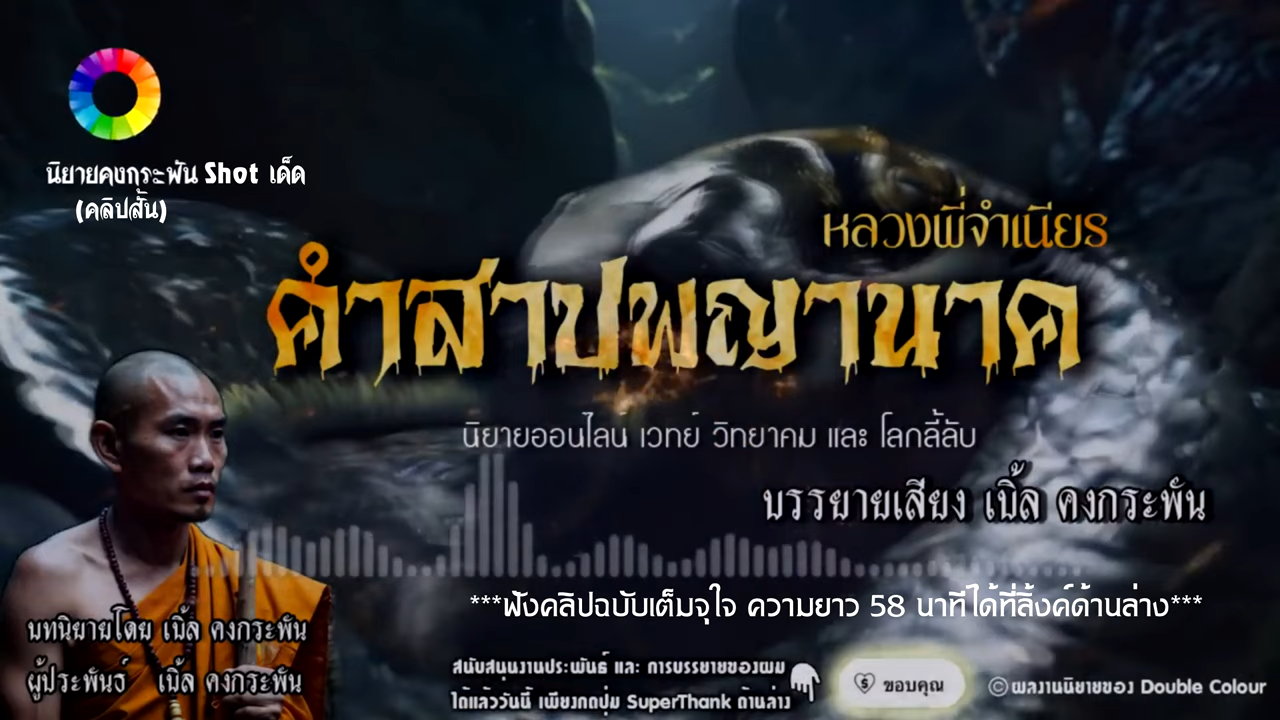 นิยายคงกระพัน Shot เด็ด
(คลิปสั้น)
หลวงพี่จำเนียร
คำสาปพญานาค
นิยายออนไลน์ เวทย์ วิทยาคม และ โลกลี้ลับ
บรรยายเสียง เบิ้ล คงกระพัน
***ฟังคลิปฉบับเต็มจุใจ ความยาว 58 นาทีได้ที่ลิ้งค์ด้านล่าง***
บทนิยายโดย เบิ้ล คงกระพัน
ผู้ประพันธ์ เบิ้ล คงกระพัน
สนับสนุนงานประพันธ์ และ การบรรยายของผม
ได้แล้ววันนี้ เพียงกดปุ่ม SuperThank ด้านล่าง
ขอบคุณ
©ผลงานนิยายของ Double Colour